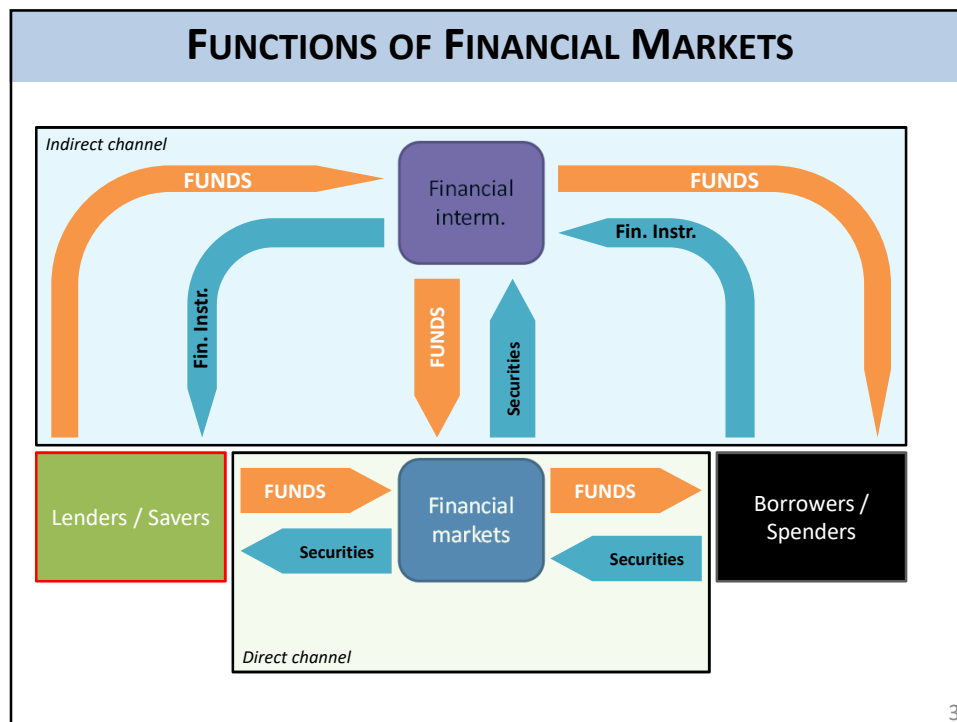 FUNCTIONS OF FINANCIAL MARKETS
Indirect channel
FUNDS
Financial
interm.
FUNDS
Fin. Instr.
Fin. Instr.
FUNDS
Securities
Lenders / Savers
FUNDS
Securities
Financial
markets
FUNDS
Securities
Borrowers /
Spenders
Direct channel
3